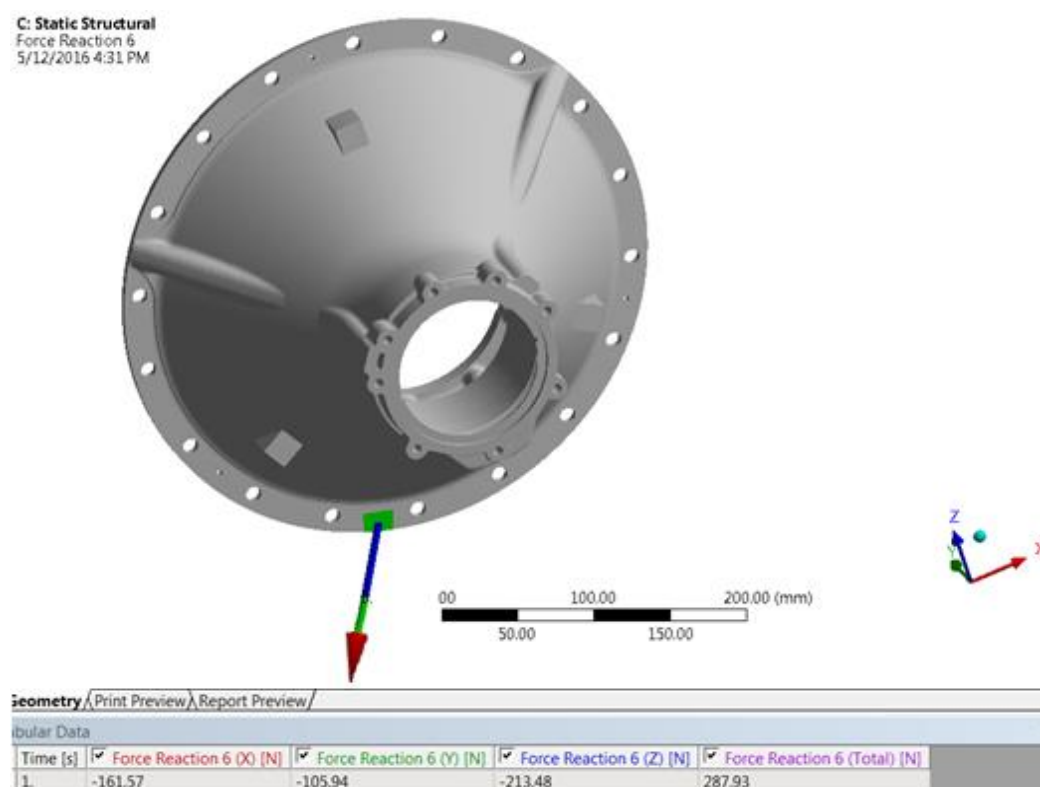 C: Static Structural
Force Reaction 6
5/12/2016 4:31 PM
Z
Y
X
00 100.00 200.00 (mm)
50.00 150.00
Geometry Print Preview Report Preview
abular Data
Time [s] Force Reaction 6 (X) [N] Force Reaction 6 (Y) [N] Force Reaction 6 (Z) [N] Force Reaction 6 (Total) [N]
1. -161.57 -105.94 -213.48 287.93